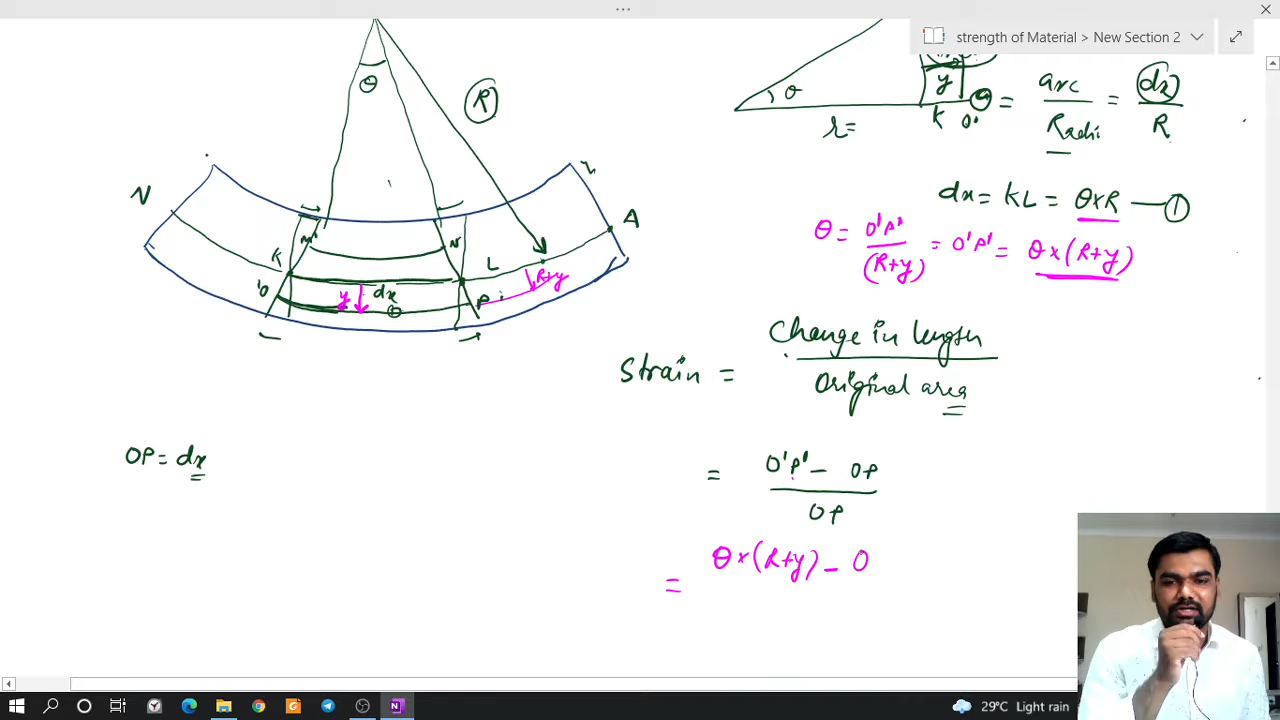 strength of Material > New Section 2
θ
R
N
A
K
L
M'
N'
O'
P'
y
dx
R+y
θ
y
K O'
r=
θ = arc / Radi = dx / R
dx = KL = θ×R — ①
θ = O'P' / (R+y) = O'P' = θ×(R+y)
Strain = Change in length / Original area
OP = dx
= O'P' – OP / OP
= θ×(R+y) – O
29°C Light rain